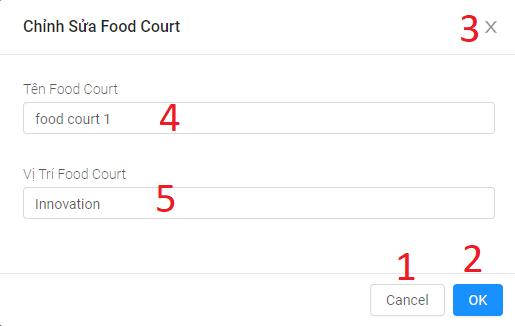 Chỉnh Sửa Food Court 3 X
Tên Food Court
food court 1 4
Vị Trí Food Court
Innovation 5
1 2
Cancel OK